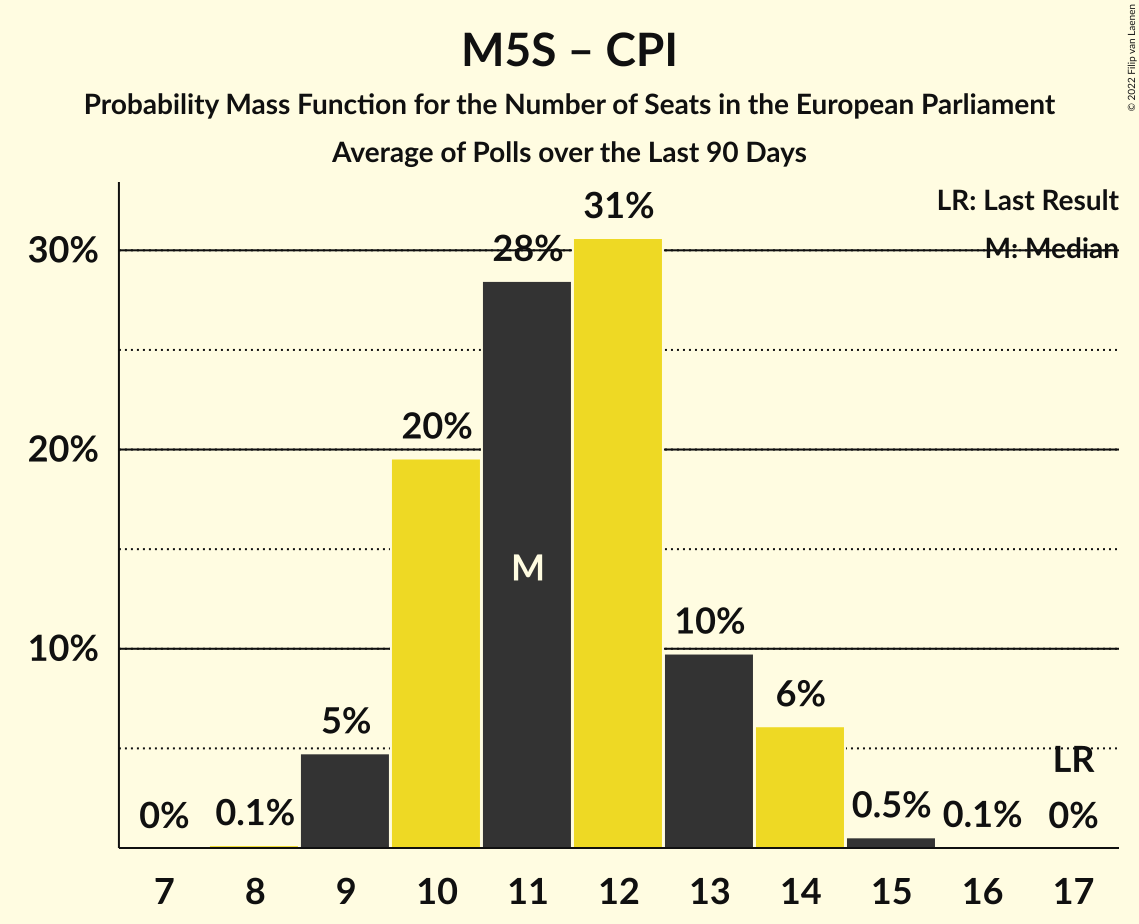 M5S – CPI
Probability Mass Function for the Number of Seats in the European Parliament
Average of Polls over the Last 90 Days
© 2022 Filip van Laenen
LR: Last Result
M: Median
30%
20%
10%
0%
0.1%
5%
20%
28%
31%
10%
6%
0.5%
0.1%
0%
LR
M
7 8 9 10 11 12 13 14 15 16 17